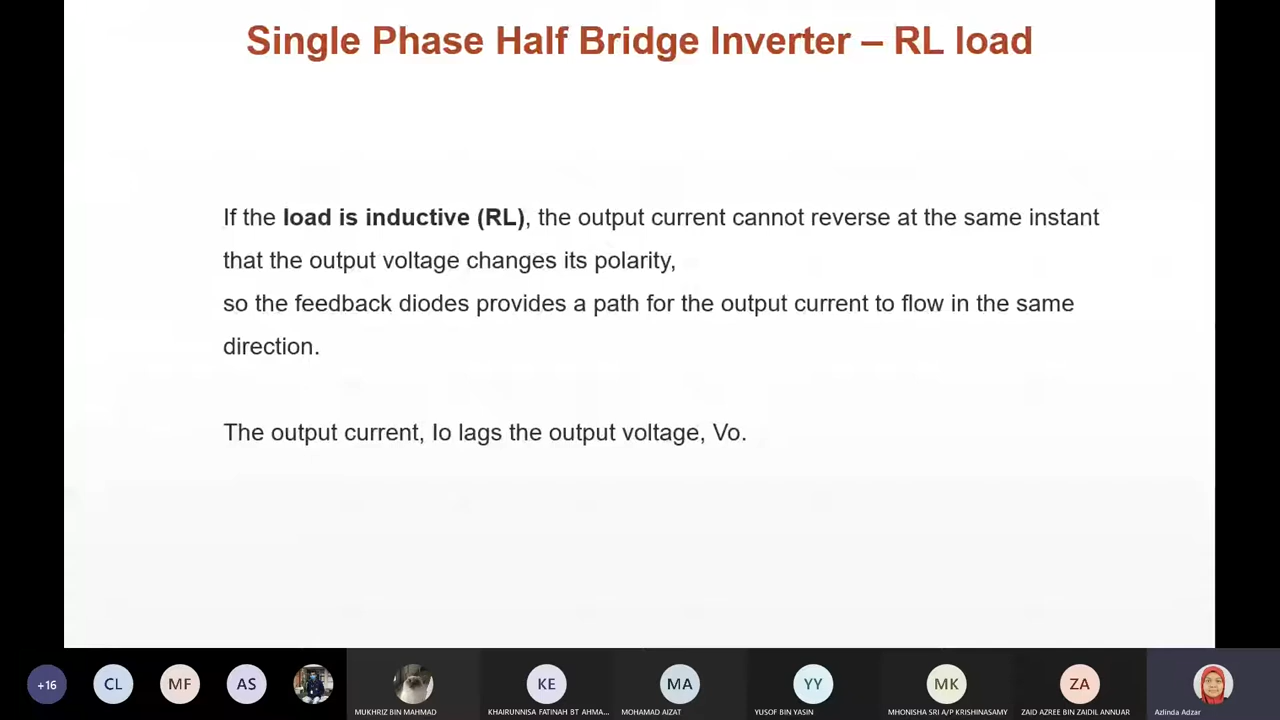 Single Phase Half Bridge Inverter – RL load
If the load is inductive (RL), the output current cannot reverse at the same instant
that the output voltage changes its polarity,
so the feedback diodes provides a path for the output current to flow in the same
direction.
The output current, Io lags the output voltage, Vo.
+16
CL
MF
AS
MUKHRIZ BIN MAHMAD
KE
KHAIRUNNISA FATINAH BT AHMA...
MA
MOHAMAD AIZAT
YY
YUSOF BIN YASIN
MK
MHONISHA SRI A/P KRISHINASAMY
ZA
ZAID AZREE BIN ZAIDIL ANNUAR
Azlinda Adzar